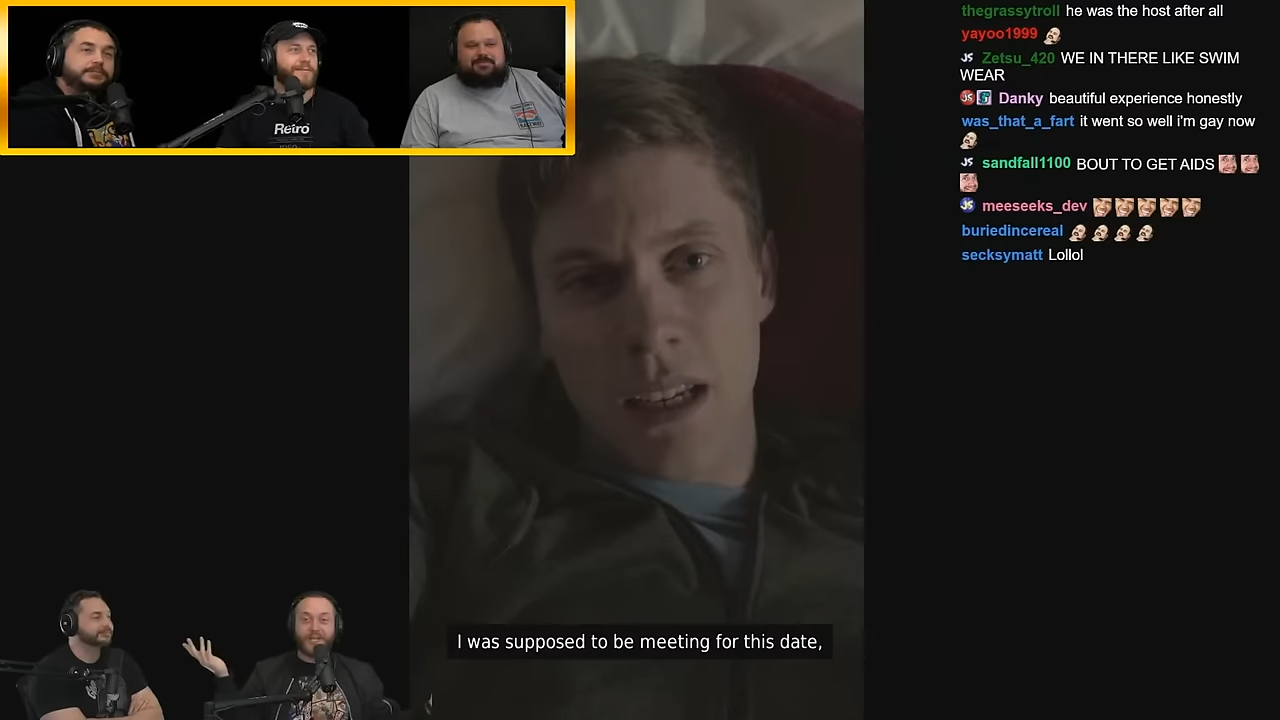 thegrassytroll he was the host after all
yayoo1999
Zetsu_420 WE IN THERE LIKE SWIM
WEAR
Danky beautiful experience honestly
was_that_a_fart it went so well i'm gay now
sandfall1100 BOUT TO GET AIDS
meeseeks_dev
buriedincereal
secksymatt Lollol
Retro
I was supposed to be meeting for this date,